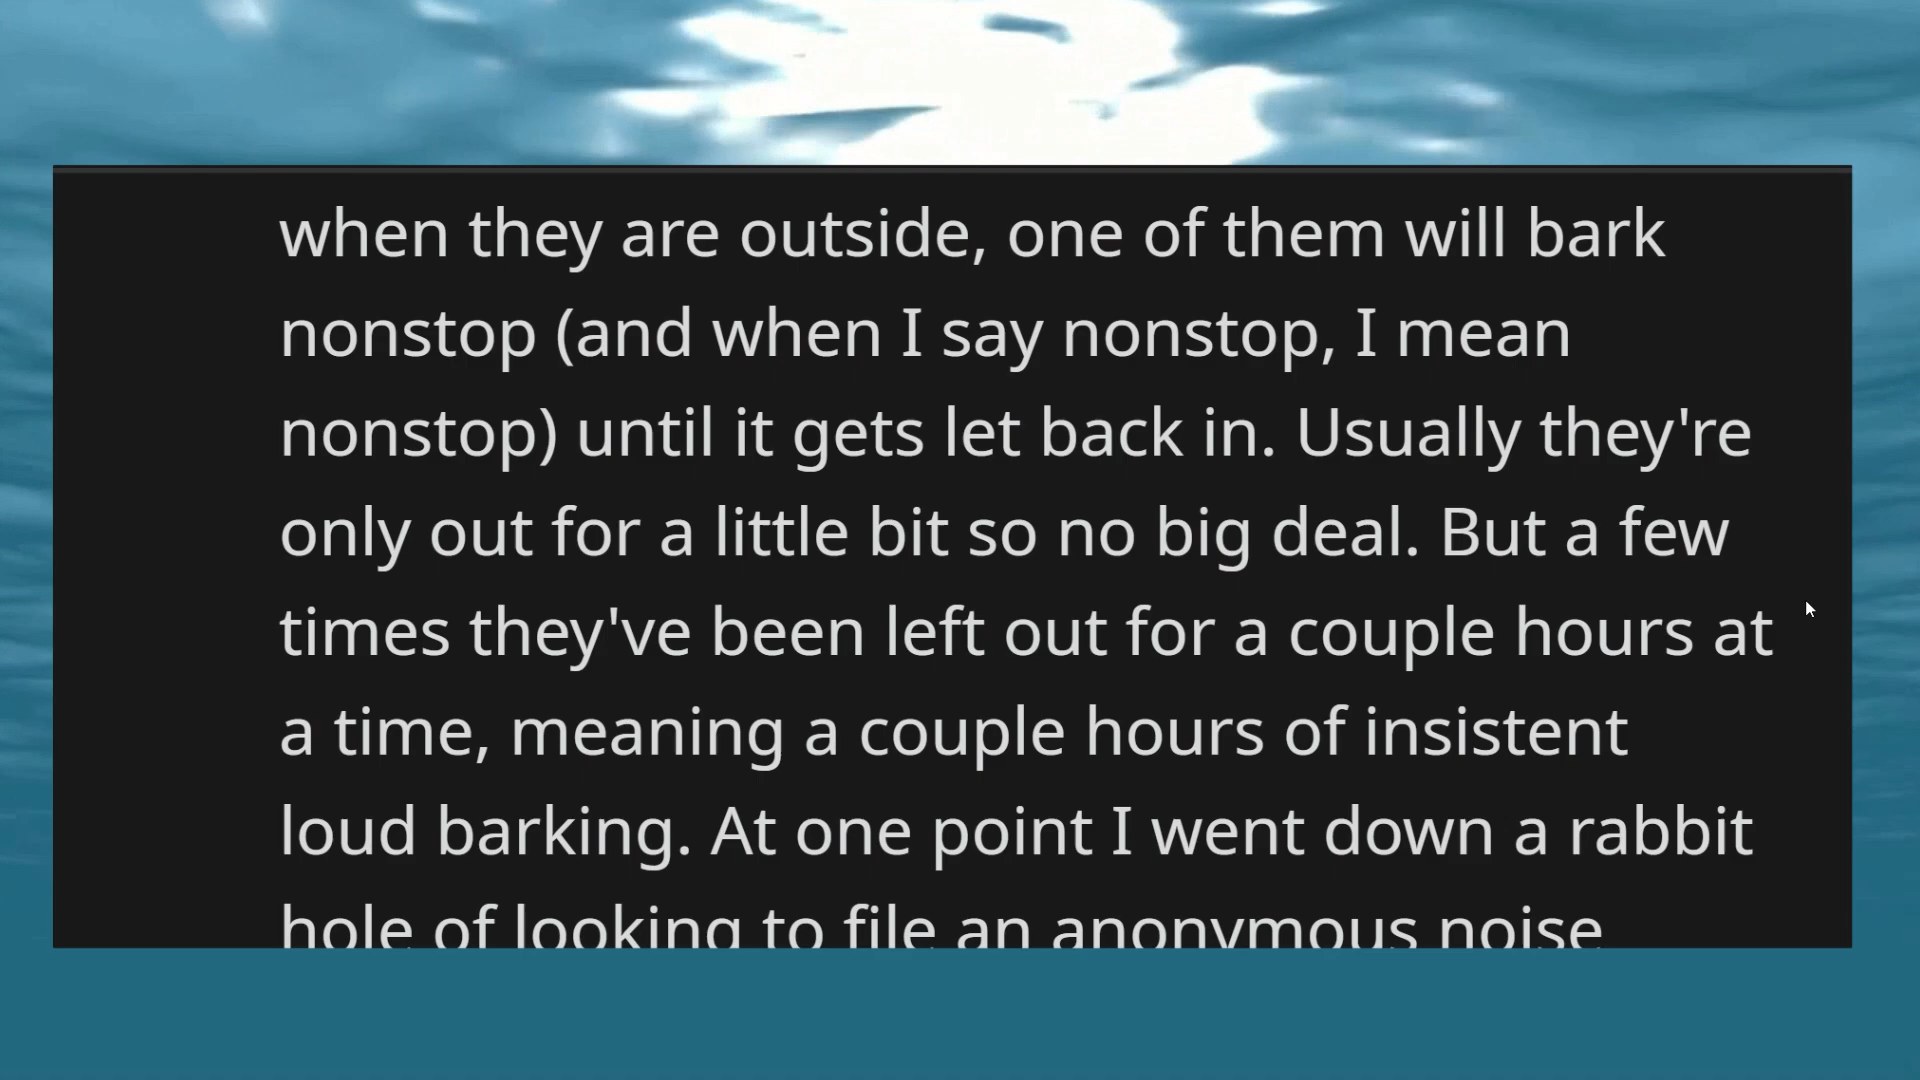 when they are outside, one of them will bark
nonstop (and when I say nonstop, I mean
nonstop) until it gets let back in. Usually they're
only out for a little bit so no big deal. But a few
times they've been left out for a couple hours at
a time, meaning a couple hours of insistent
loud barking. At one point I went down a rabbit
hole of looking to file an anonymous noise